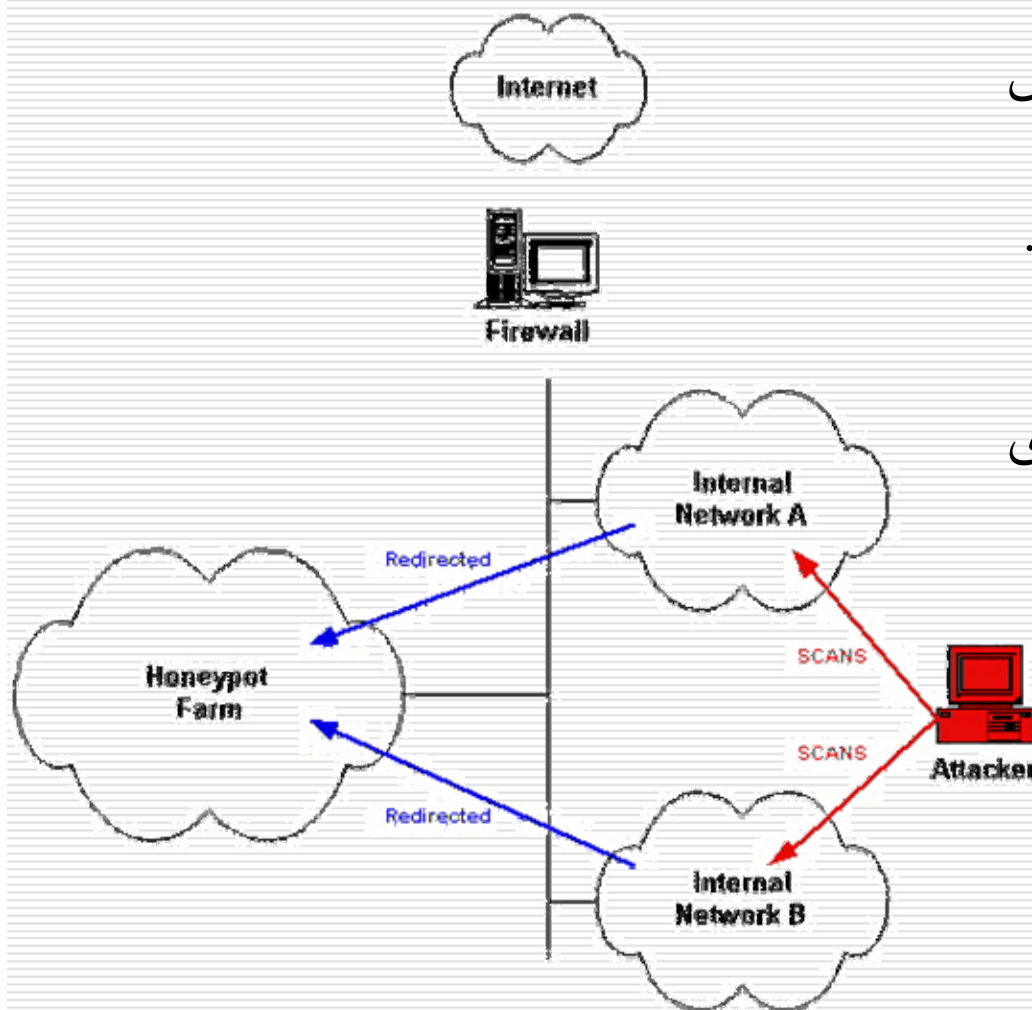 Internet
Firewall
Internal
Network A
Redirected
SCANS
Honeypot
Farm
SCANS
Attacker
Redirected
Internal
Network B